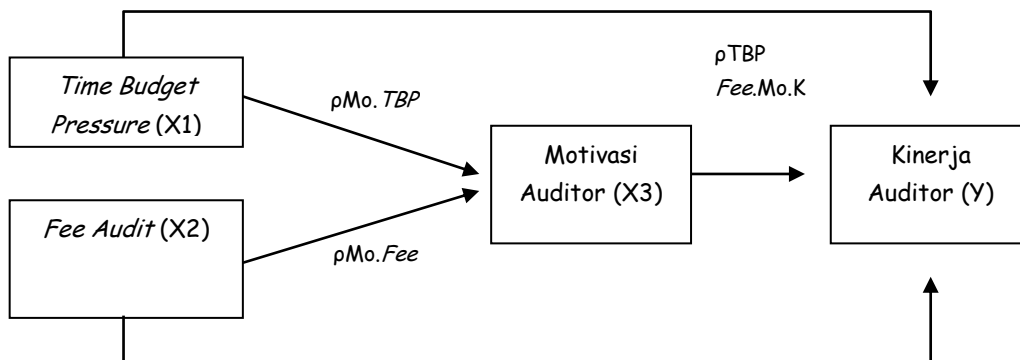 Time Budget
Pressure (X1)
ρMo.TBP
ρTBP
Fee.Mo.K
Motivasi
Auditor (X3)
Kinerja
Auditor (Y)
Fee Audit (X2)
ρMo.Fee